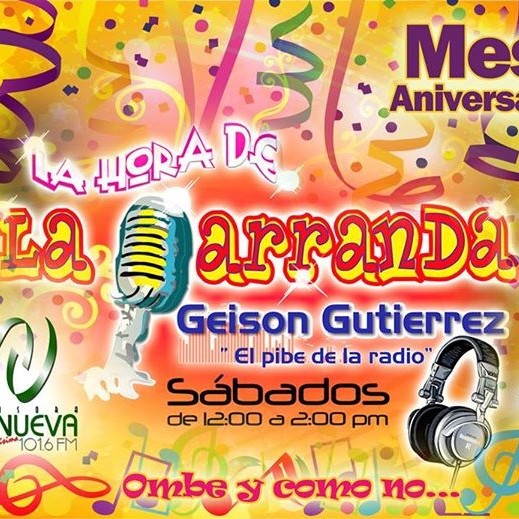 Mes
Aniversa
La Hora De
La Parranda
Geison Gutierrez
" El pibe de la radio"
Sábados
de 12:00 a 2:00 pm
NUEVA
101.6 FM
Ombe y como no...